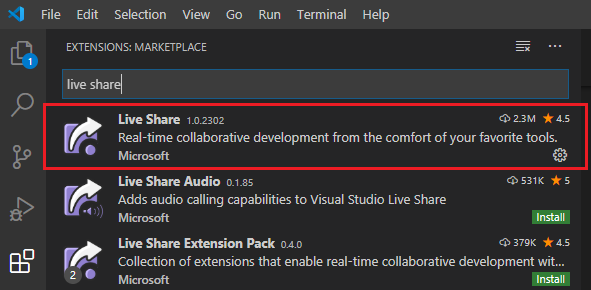 File Edit Selection View Go Run Terminal Help
EXTENSIONS: MARKETPLACE
1
live share
Live Share 1.0.2302 2.3M 4.5
Real-time collaborative development from the comfort of your favorite tools.
Microsoft
Live Share Audio 0.1.85 531K 5
Adds audio calling capabilities to Visual Studio Live Share
Microsoft Install
Live Share Extension Pack 0.4.0 379K 4.5
Collection of extensions that enable real-time collaborative development wit...
2 Microsoft Install